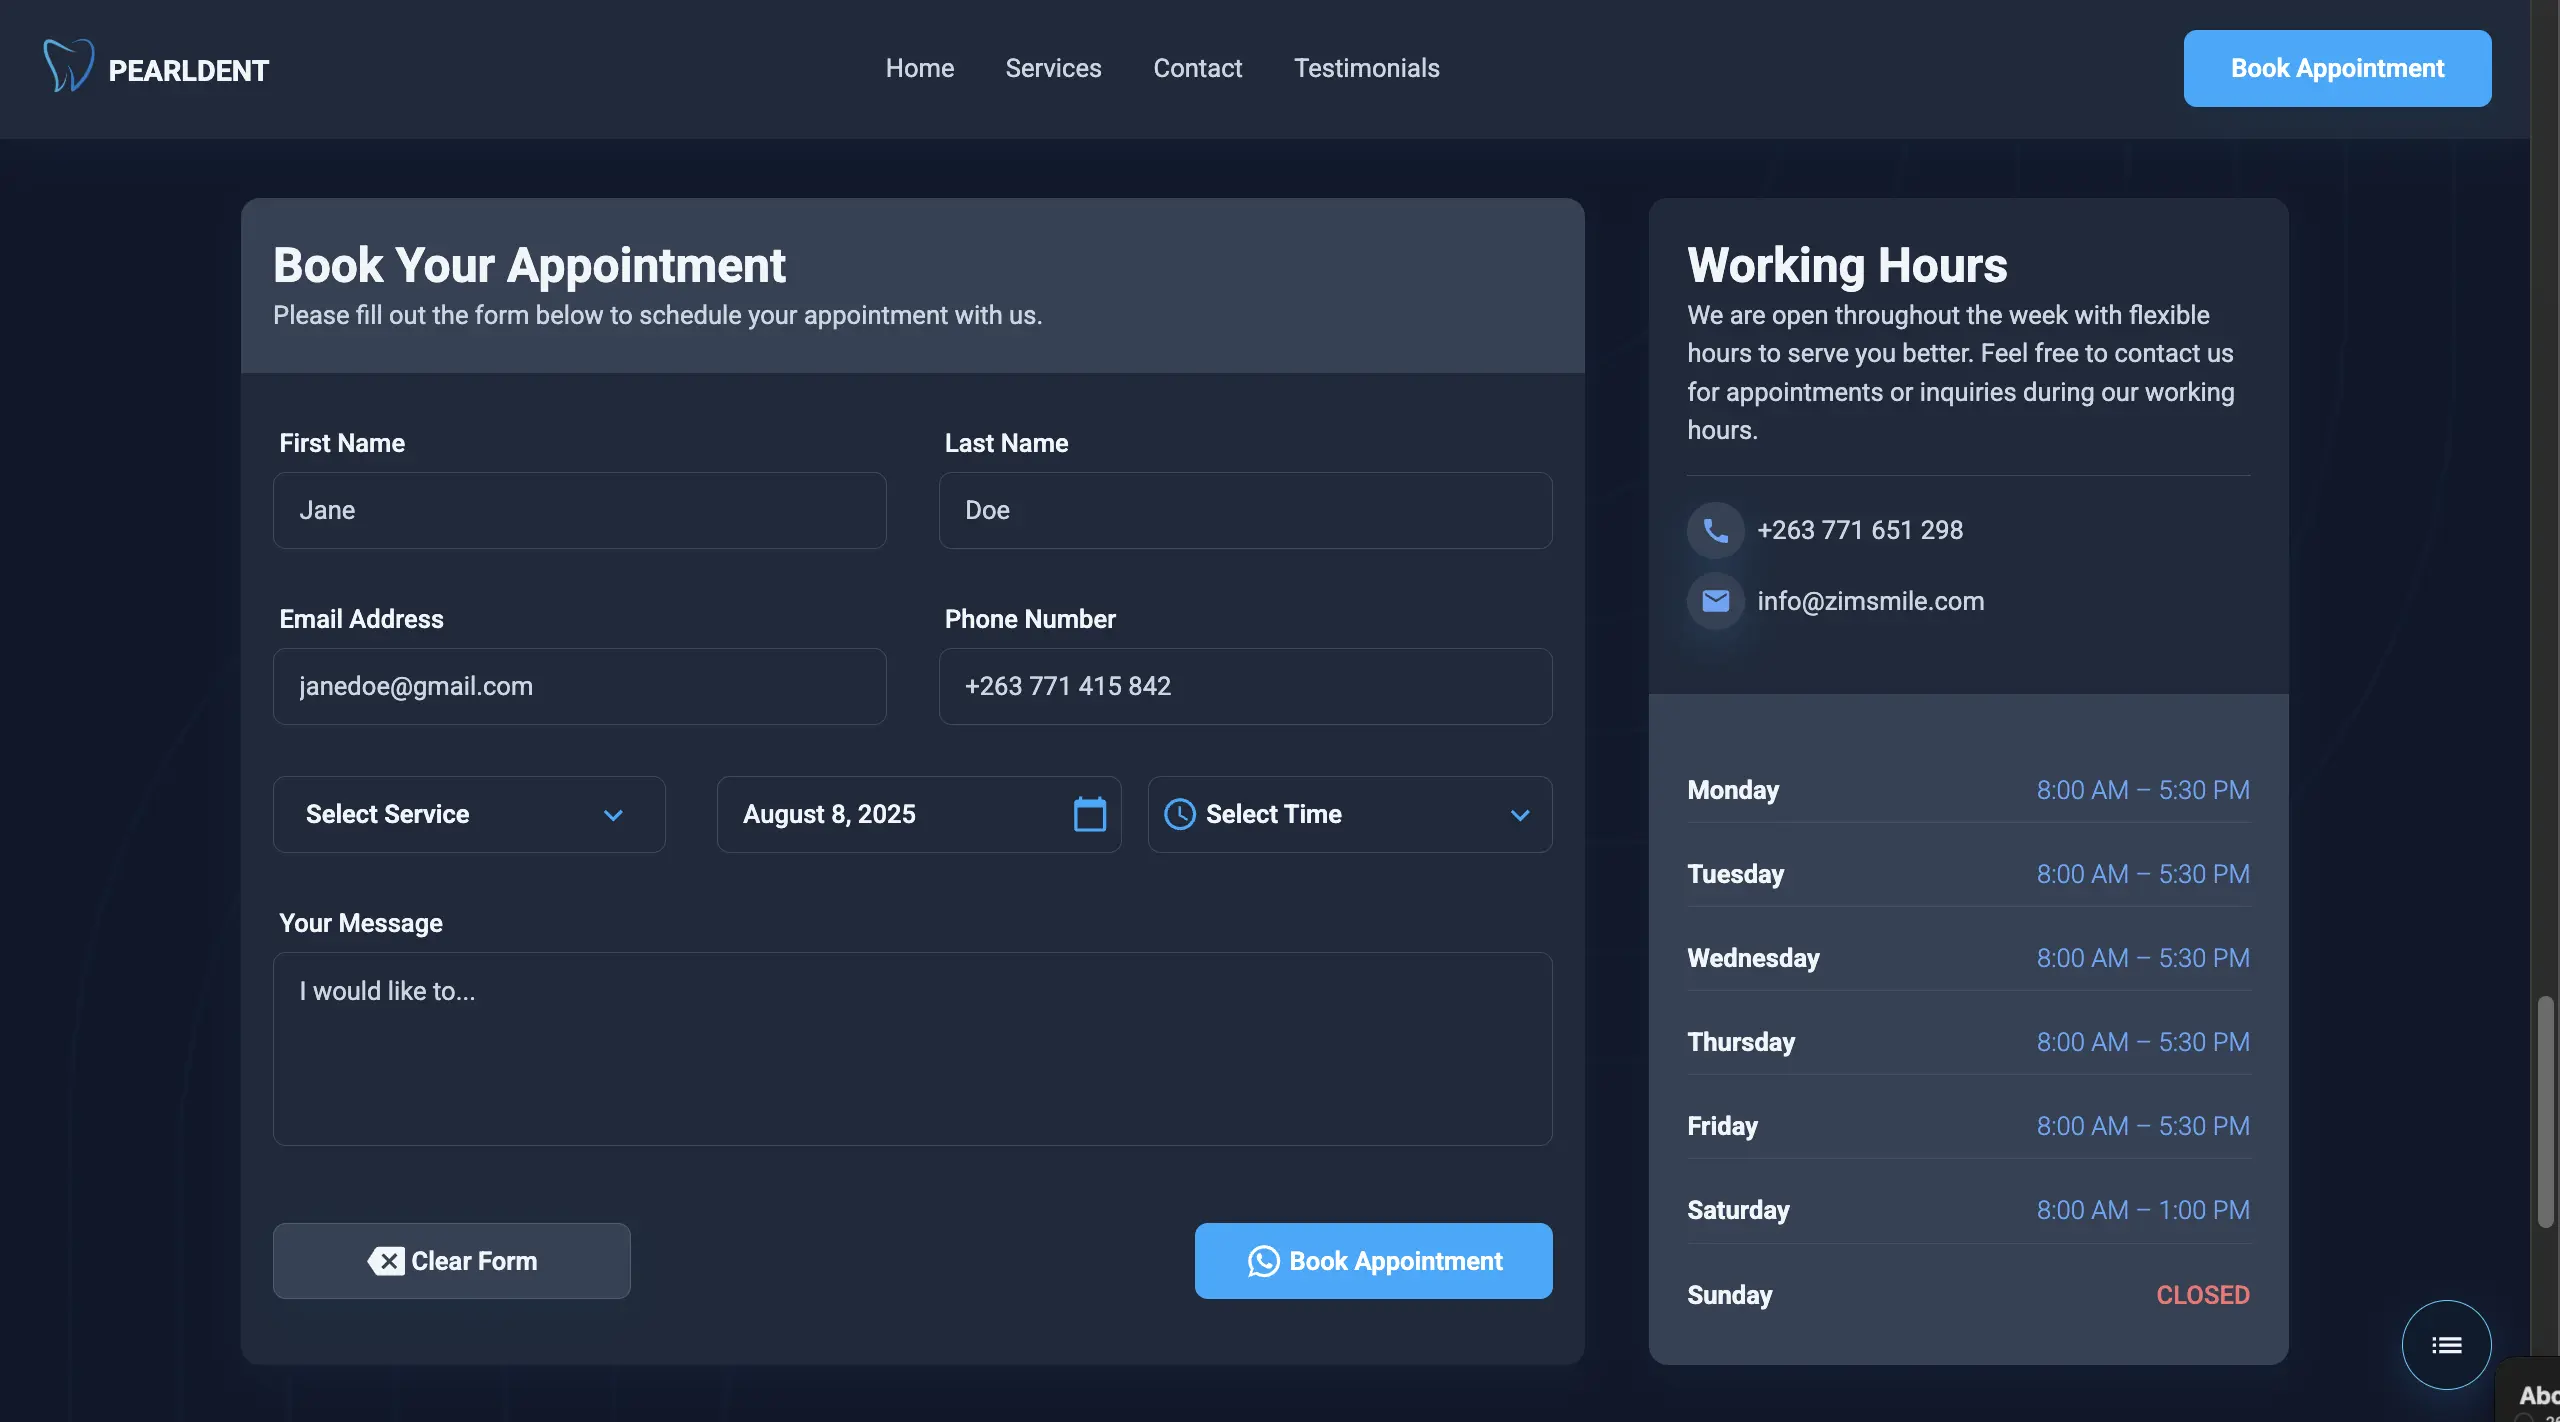 PEARLDENT
Home
Services
Contact
Testimonials
Book Appointment
Book Your Appointment
Please fill out the form below to schedule your appointment with us.
First Name
Last Name
Jane
Doe
Email Address
Phone Number
janedoe@gmail.com
+263 771 415 842
Select Service
August 8, 2025
Select Time
Your Message
I would like to...
Clear Form
Book Appointment
Working Hours
We are open throughout the week with flexible
hours to serve you better. Feel free to contact us
for appointments or inquiries during our working
hours.
+263 771 651 298
info@zimsmile.com
Monday 8:00 AM – 5:30 PM
Tuesday 8:00 AM – 5:30 PM
Wednesday 8:00 AM – 5:30 PM
Thursday 8:00 AM – 5:30 PM
Friday 8:00 AM – 5:30 PM
Saturday 8:00 AM – 1:00 PM
Sunday CLOSED